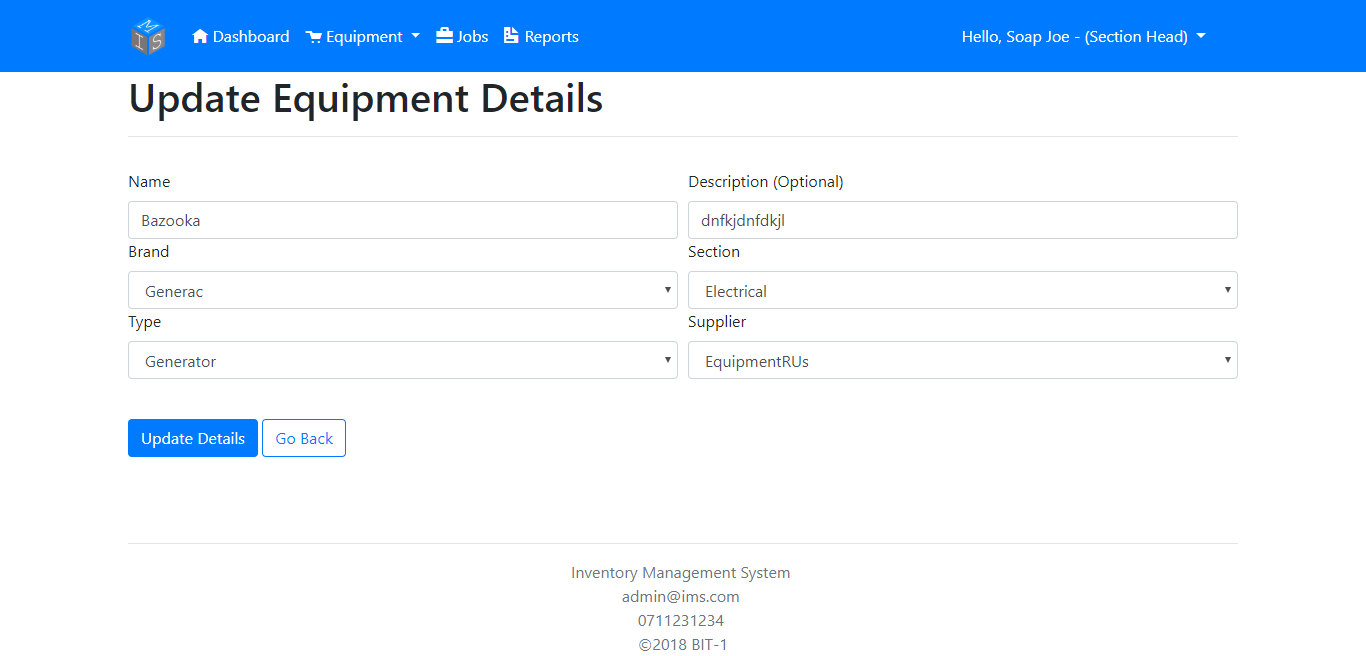 MIS Dashboard Equipment Jobs Reports Hello, Soap Joe - (Section Head)
Update Equipment Details
Name Description (Optional)
Bazooka dnfkjdnfdkjl
Brand Section
Generac Electrical
Type Supplier
Generator EquipmentRUs
Update Details Go Back
Inventory Management System
admin@ims.com
0711231234
©2018 BIT-1